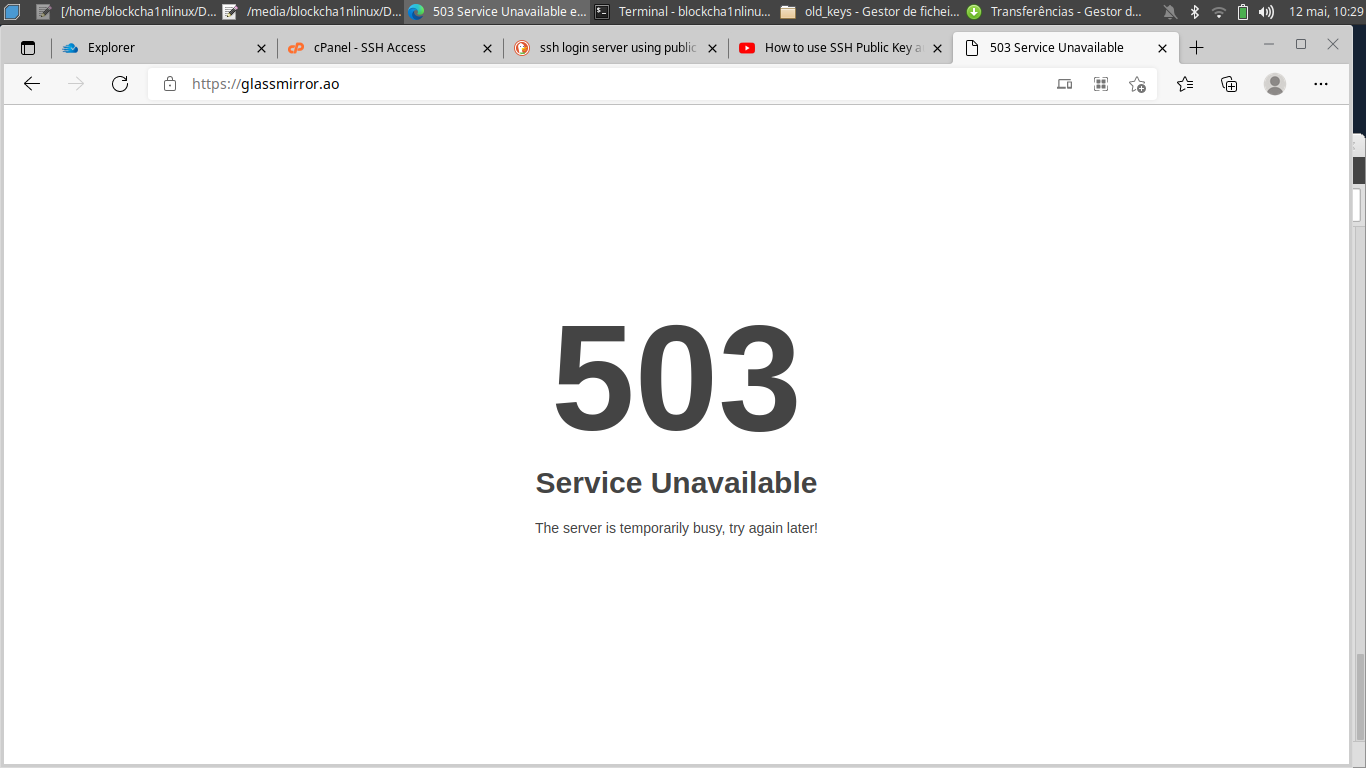 [/home/blockcha1nlinux/D... /media/blockcha1nlinux/D... 503 Service Unavailable e... Terminal - blockcha1nlinu... old_keys - Gestor de fichei... Transferências - Gestor d... 12 mai, 10:29
Explorer cPanel - SSH Access ssh login server using public How to use SSH Public Key a 503 Service Unavailable
https://glassmirror.ao
503
Service Unavailable
The server is temporarily busy, try again later!